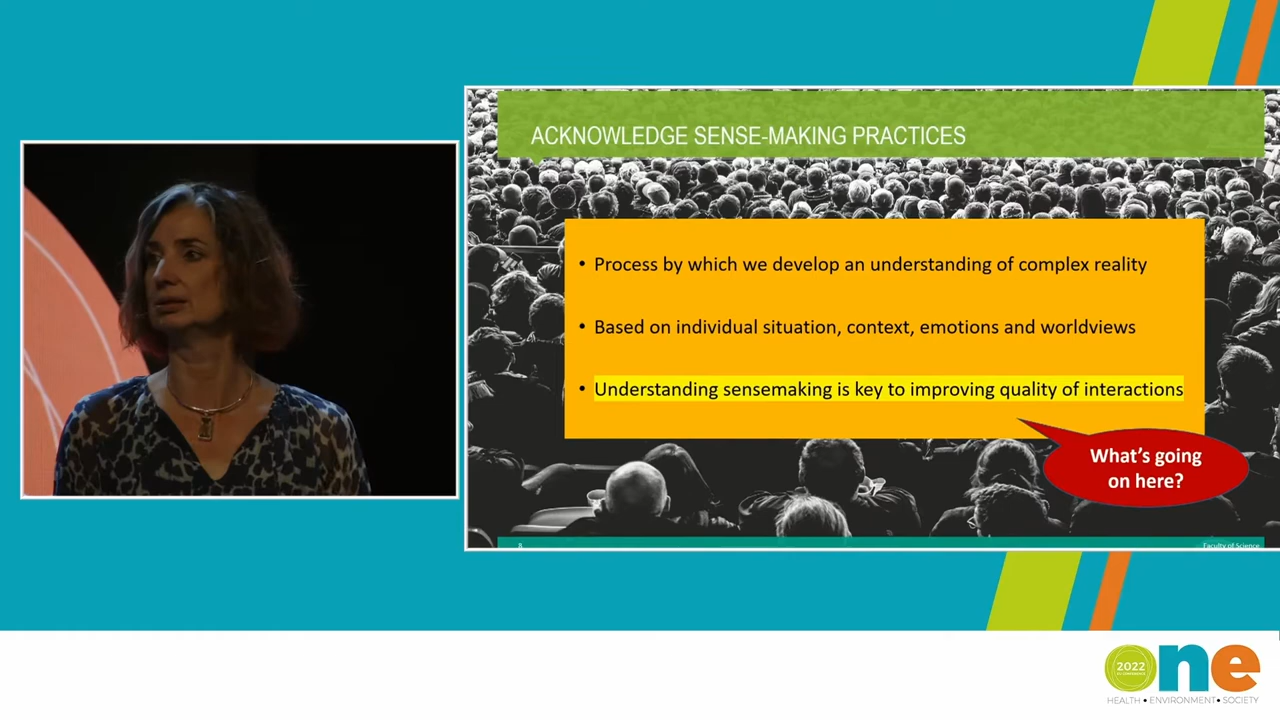 ACKNOWLEDGE SENSE-MAKING PRACTICES
• Process by which we develop an understanding of complex reality
• Based on individual situation, context, emotions and worldviews
• Understanding sensemaking is key to improving quality of interactions
What's going
on here?
8
Faculty of Science
2022
one
HEALTH • ENVIRONMENT • SOCIETY